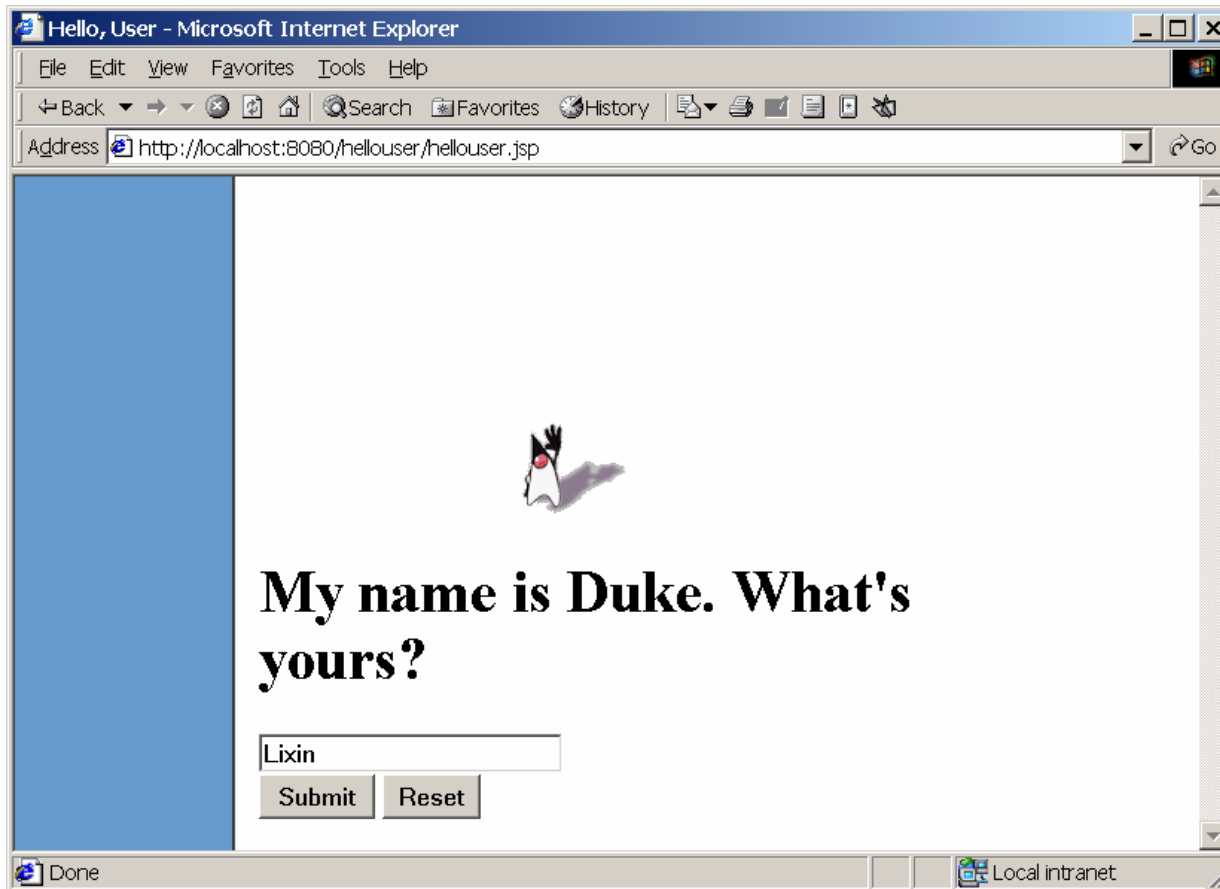 Hello, User - Microsoft Internet Explorer
File Edit View Favorites Tools Help
Back Search Favorites History
Address http://localhost:8080/hellouser/hellouser.jsp Go
My name is Duke. What's
yours?
Lixin
Submit Reset
Done Local intranet